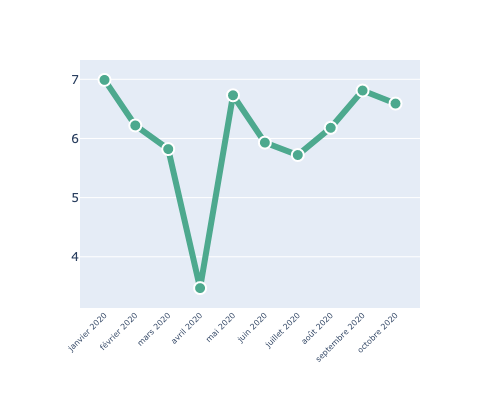 7
6
5
4
janvier 2020
février 2020
mars 2020
avril 2020
mai 2020
juin 2020
juillet 2020
août 2020
septembre 2020
octobre 2020